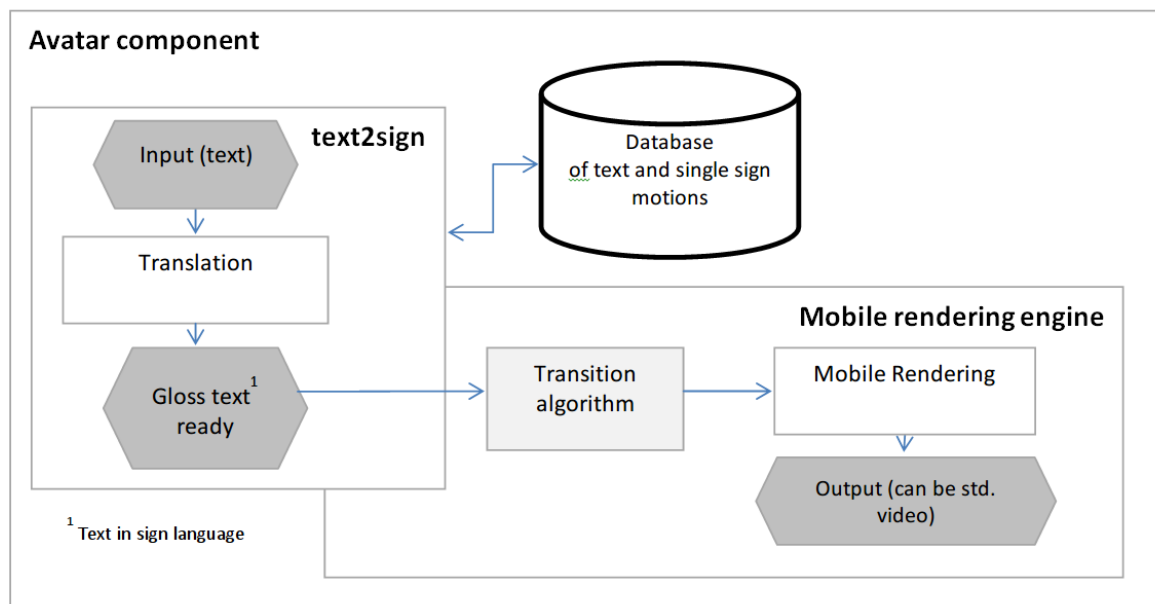 Avatar component
text2sign
Input (text)
Translation
Gloss text1
ready
1 Text in sign language
Database
of text and single sign
motions
Mobile rendering engine
Transition
algorithm
Mobile Rendering
Output (can be std.
video)